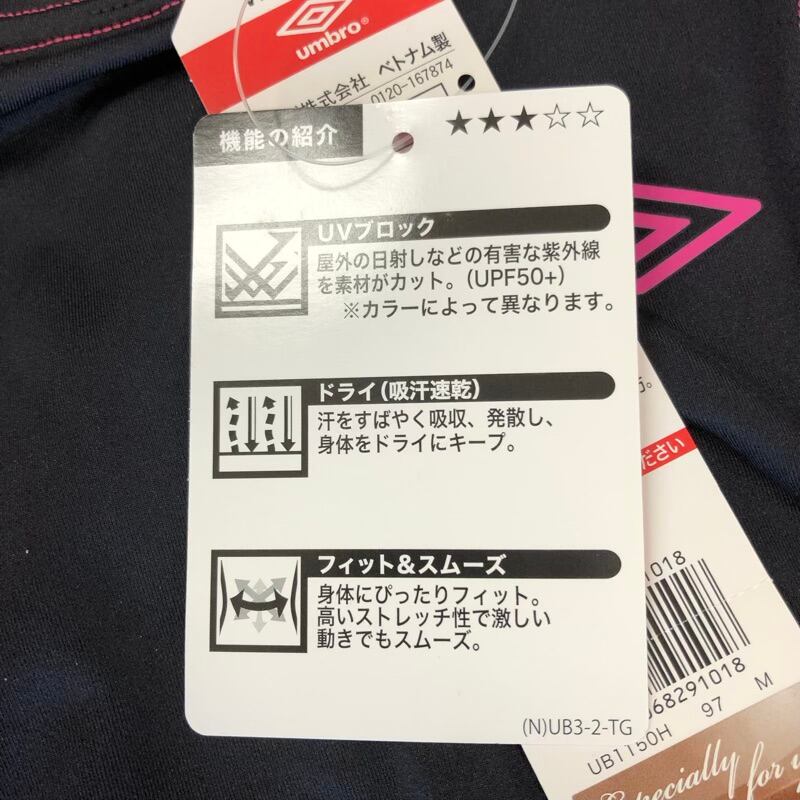 umbro
株式会社 ベトナム製
0120-167874
機能の紹介
★★★☆☆
UVブロック
屋外の日射しなどの有害な紫外線
を素材がカット。(UPF50+)
※カラーによって異なります。
ドライ(吸汗速乾)
汗をすばやく吸収、発散し、
身体をドライにキープ。
フィット&スムーズ
身体にぴったりフィット。
高いストレッチ性で激しい
動きでもスムーズ。
(N)UB3-2-TG
ださい
1018
68291018
UB1150H 97 M
Especially for